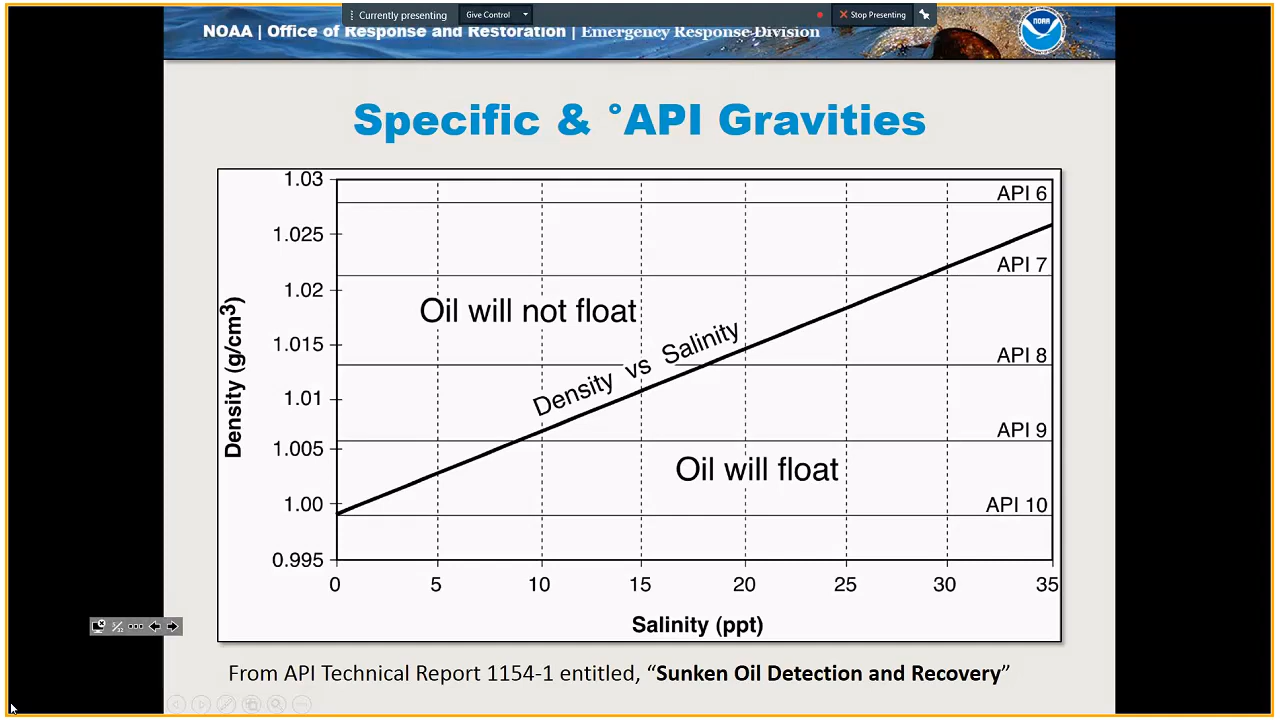 Currently presenting
Give Control
Stop Presenting
NOAA | Office of Response and Restoration | Emergency Response Division
NOAA
Specific & °API Gravities
1.03
API 6
1.025
API 7
1.02
Oil will not float
1.015
Density vs Salinity
API 8
1.01
API 9
1.005
Oil will float
1.00
API 10
0.995
Density (g/cm³)
0 5 10 15 20 25 30 35
Salinity (ppt)
From API Technical Report 1154-1 entitled, “Sunken Oil Detection and Recovery”